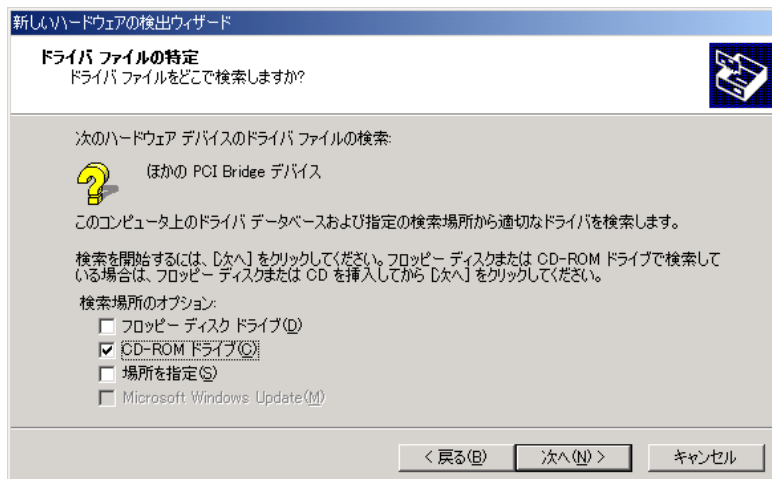 新しいハードウェアの検出ウィザード
ドライバ ファイルの特定
ドライバ ファイルをどこで検索しますか?
次のハードウェア デバイスのドライバ ファイルの検索:
ほかの PCI Bridge デバイス
このコンピュータ上のドライバ データベースおよび指定の検索場所から適切なドライバを検索します。
検索を開始するには、[次へ] をクリックしてください。フロッピー ディスクまたは CD-ROM ドライブで検索して
いる場合は、フロッピー ディスクまたは CD を挿入してから [次へ] をクリックしてください。
検索場所のオプション:
フロッピー ディスク ドライブ(D)
CD-ROM ドライブ(C)
場所を指定(S)
Microsoft Windows Update(M)
< 戻る(B)
次へ(N) >
キャンセル